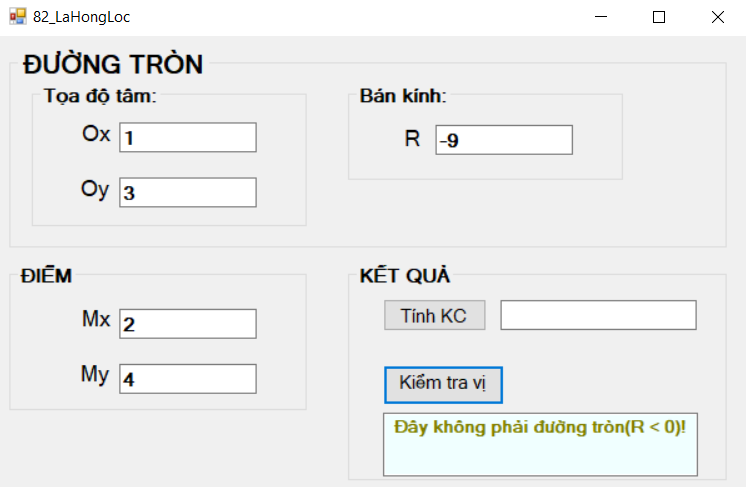 82_LaHongLoc
ĐƯỜNG TRÒN
Tọa độ tâm:
Ox 1
Oy 3
Bán kính:
R -9
ĐIỂM
Mx 2
My 4
KẾT QUẢ
Tính KC
Kiểm tra vị
Đây không phải đường tròn(R < 0)!